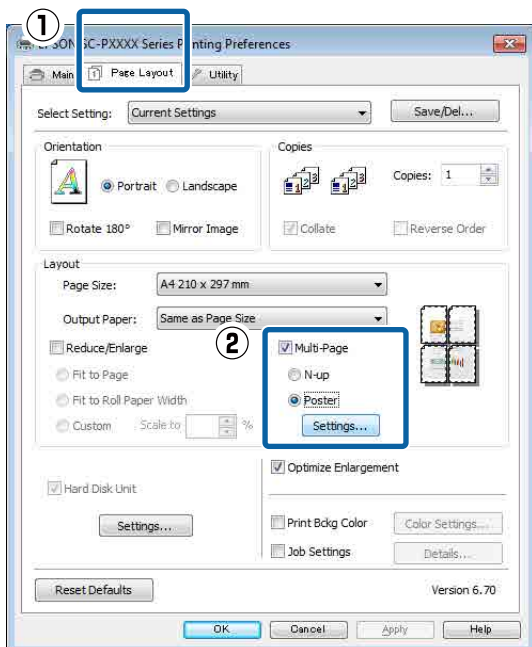 1
EPSON SC-PXXXX Series Printing Preferences
Main
Page Layout
Utility
Select Setting: Current Settings
Save/Del...
Orientation
Portrait
Landscape
Rotate 180°
Mirror Image
Copies
Copies: 1
Collate
Reverse Order
Layout
Page Size: A4 210 x 297 mm
Output Paper: Same as Page Size
2
Reduce/Enlarge
Fit to Page
Fit to Roll Paper Width
Custom
Scale to
%
Multi-Page
N-up
Poster
Settings...
Hard Disk Unit
Settings...
Optimize Enlargement
Print Bckg Color
Color Settings...
Job Settings
Details...
Reset Defaults
Version 6.70
OK
Cancel
Apply
Help